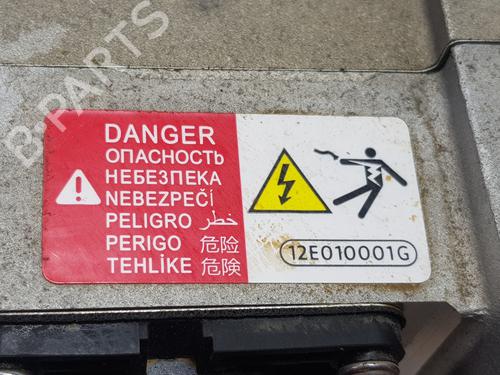 B-PARTS
DANGER
ОПАСНОСТЬ
НЕБЕЗПЕКА
NEBEZPEČÍ
PELIGRO خطر
PERIGO 危险
TEHLİKE 危険
12E010001G